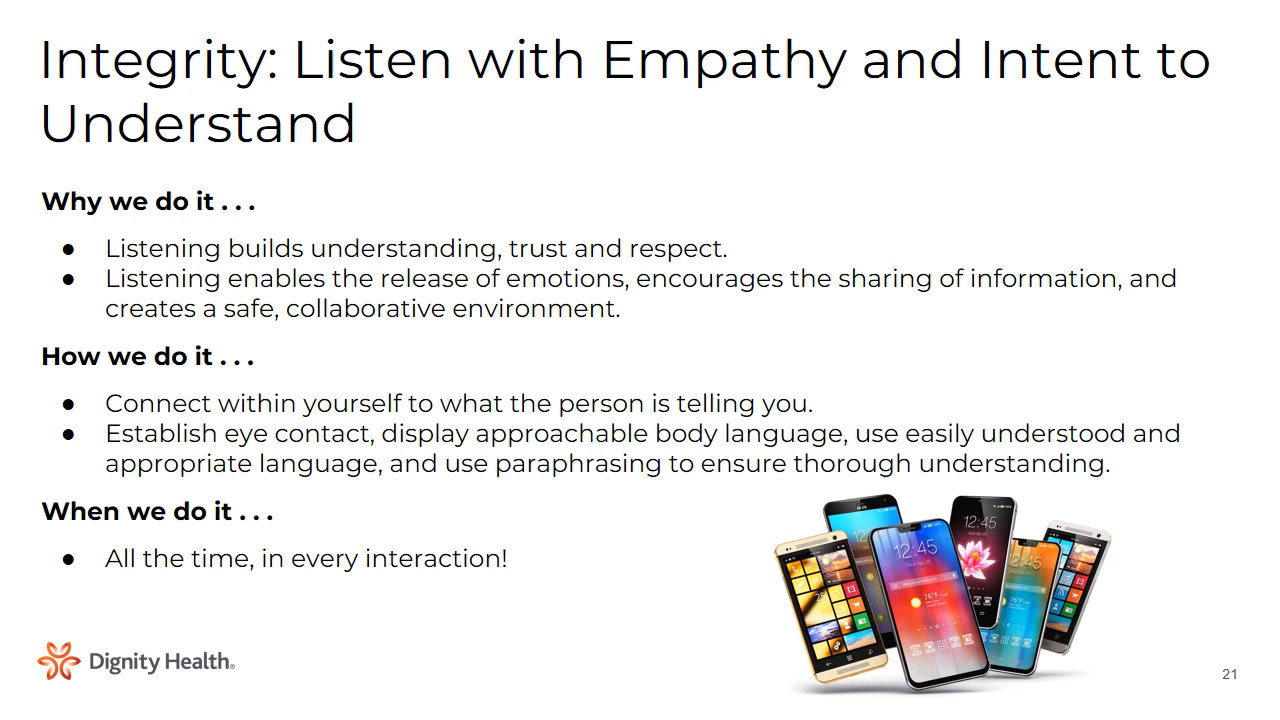 Integrity: Listen with Empathy and Intent to
Understand
Why we do it . . .
● Listening builds understanding, trust and respect.
● Listening enables the release of emotions, encourages the sharing of information, and
creates a safe, collaborative environment.
How we do it . . .
● Connect within yourself to what the person is telling you.
● Establish eye contact, display approachable body language, use easily understood and
appropriate language, and use paraphrasing to ensure thorough understanding.
When we do it . . .
● All the time, in every interaction!
12:45
12:45
12:45
76°F
Dignity Health®
21